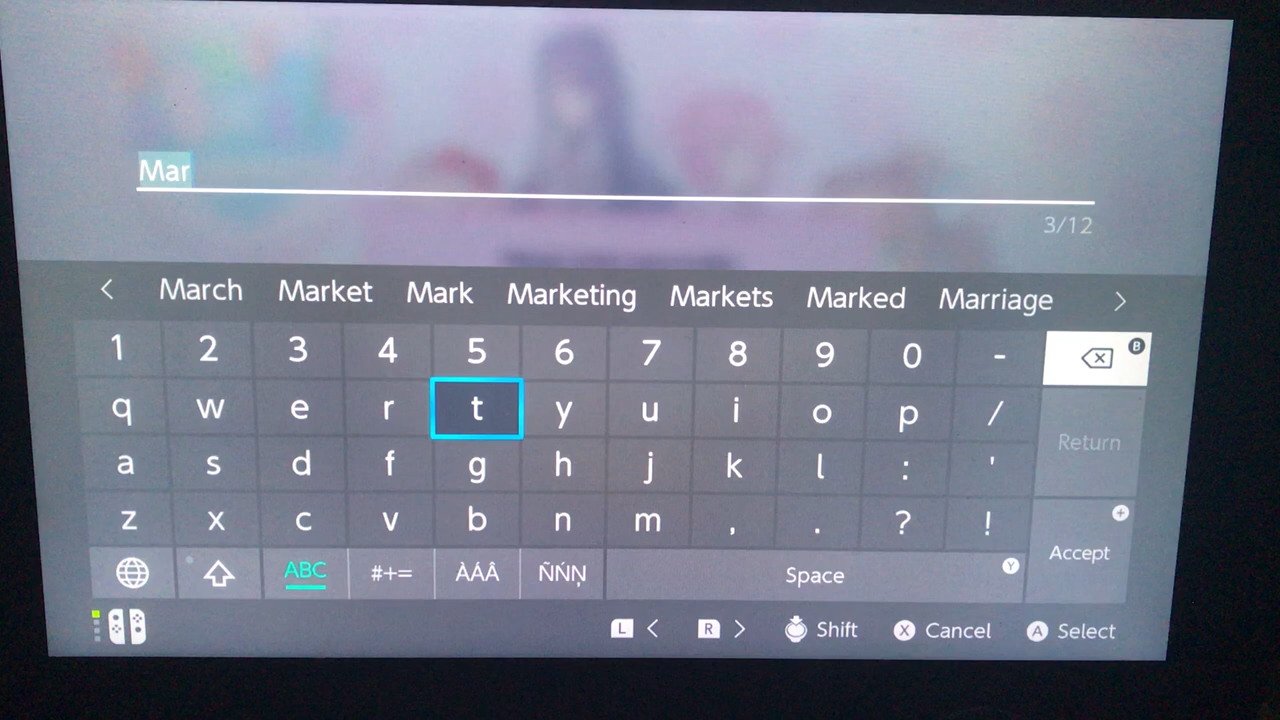 Mar
3/12
March Market Mark Marketing Markets Marked Marriage
1 2 3 4 5 6 7 8 9 0 - B
q w e r t y u i o p /
Return
a s d f g h j k l : '
z x c v b n m , . ? ! +
Accept
ABC #+= ÀÁÂ ÑŃŅ Space Y
L < R > Shift X Cancel A Select